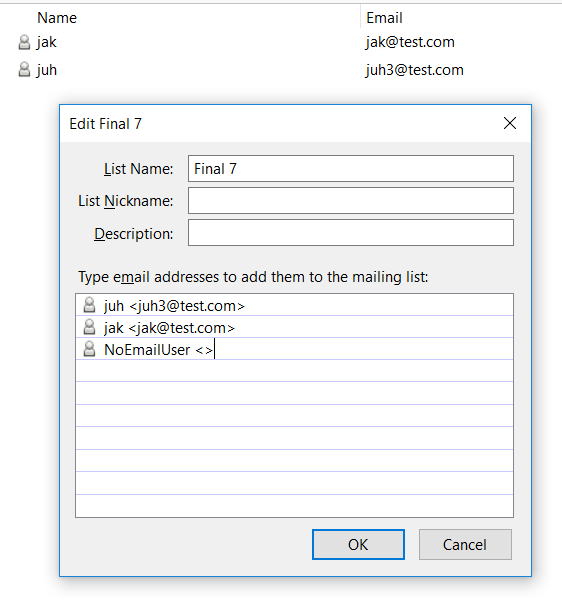 Name Email
jak jak@test.com
juh juh3@test.com
Edit Final 7
List Name: Final 7
List Nickname:
Description:
Type email addresses to add them to the mailing list:
juh <juh3@test.com>
jak <jak@test.com>
NoEmailUser <>
OK Cancel